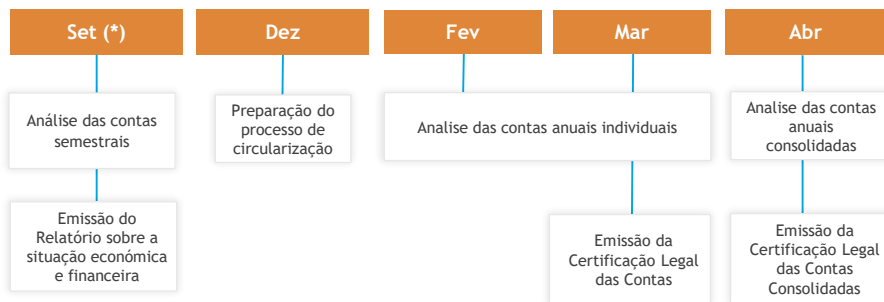 Set (*)
Dez
Fev
Mar
Abr
Análise das contas
semestrais
Preparação do
processo de
circularização
Analise das contas anuais individuais
Analise das contas
anuais
consolidadas
Emissão do
Relatório sobre a
situação económica
e financeira
Emissão da
Certificação Legal
das Contas
Emissão da
Certificação Legal
das Contas
Consolidadas